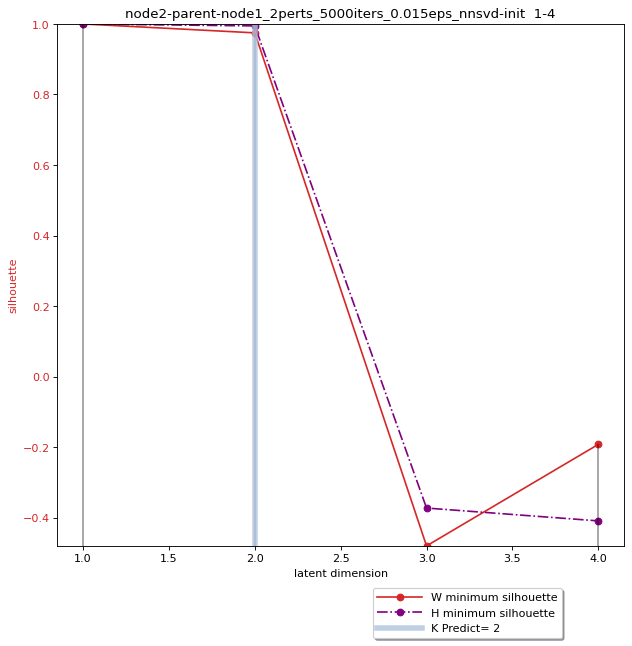 node2-parent-node1_2perts_5000iters_0.015eps_nnsvd-init  1-4
silhouette
1.0
0.8
0.6
0.4
0.2
0.0
−0.2
−0.4
1.0 1.5 2.0 2.5 3.0 3.5 4.0
latent dimension
W minimum silhouette
H minimum silhouette
K Predict= 2